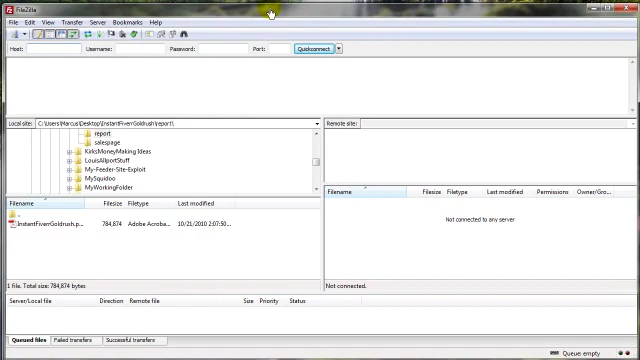 FileZilla
File Edit View Transfer Server Bookmarks Help
Host: Username: Password: Port: Quickconnect
Local site: C:\Users\Marcus\Desktop\InstantFiverrGoldrush\report\ Remote site:
report
salespage
KirksMoneyMaking Ideas
LouisAllportStuff
My-Feeder-Site-Exploit
MySquidoo
MyWorkingFolder
Filename Filesize Filetype Last modified
..
InstantFiverrGoldrush.p... 784,874 Adobe Acroba... 10/21/2010 2:07:50...
Filename Filesize Filetype Last modified Permissions Owner/Gro...
Not connected to any server
1 file. Total size: 784,874 bytes
Not connected.
Server/Local file Direction Remote file Size Priority Status
Queued files Failed transfers Successful transfers
Queue: empty